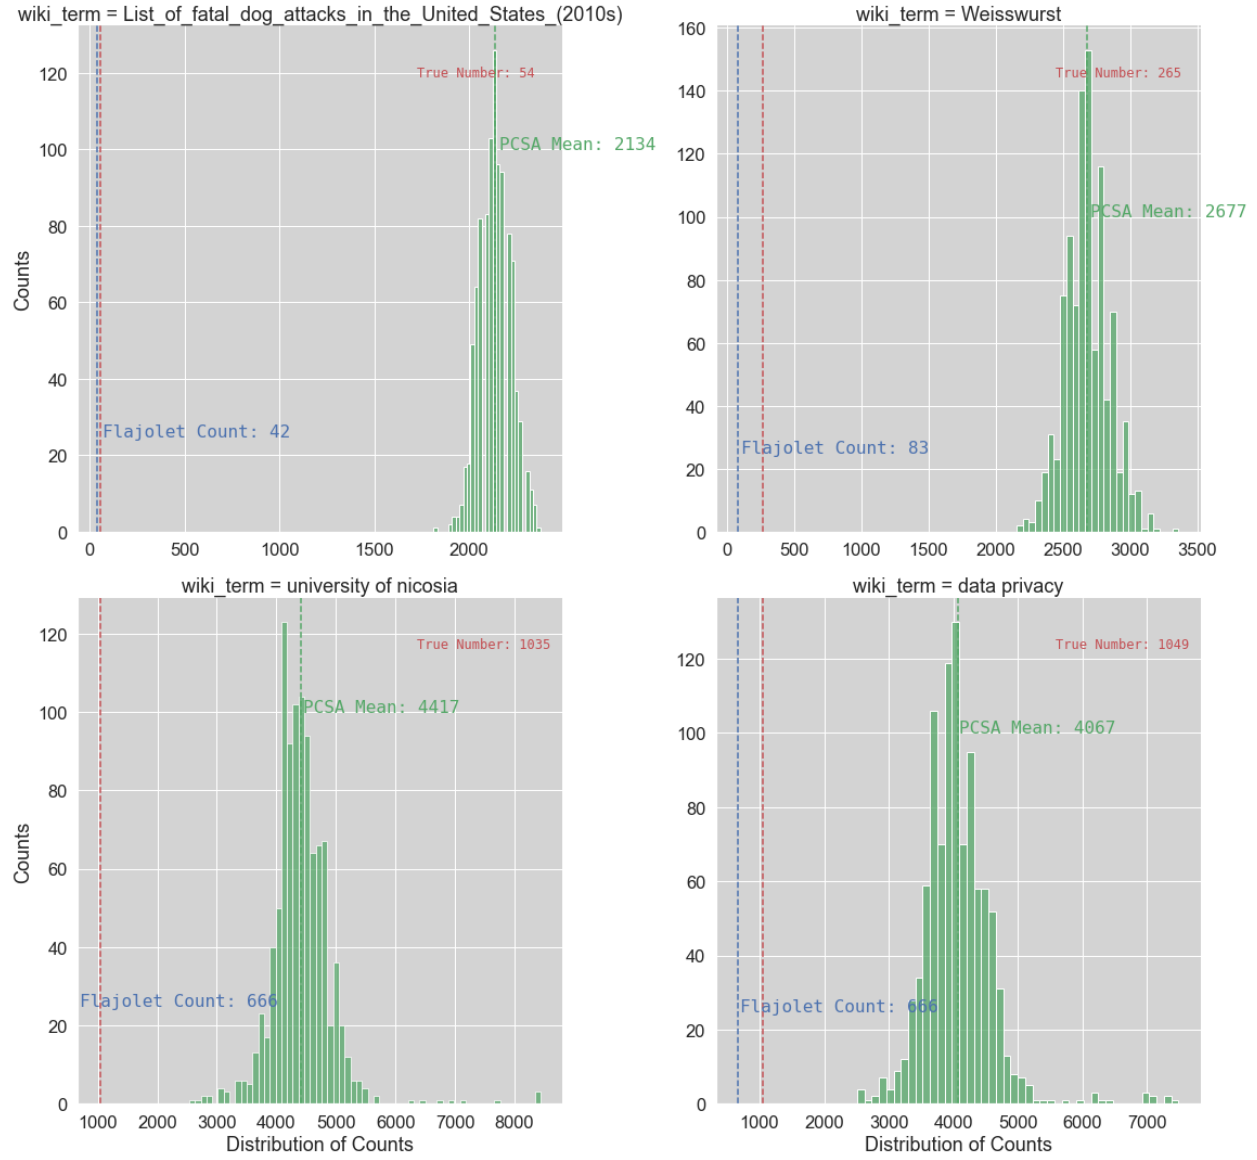 wiki_term = List_of_fatal_dog_attacks_in_the_United_States_(2010s)
120
100
80
60
40
20
0
Counts
True Number: 54
PCSA Mean: 2134
Flajolet Count: 42
0 500 1000 1500 2000
wiki_term = Weisswurst
160
140
120
100
80
60
40
20
0
True Number: 265
PCSA Mean: 2677
Flajolet Count: 83
0 500 1000 1500 2000 2500 3000 3500
wiki_term = university of nicosia
120
100
80
60
40
20
0
Counts
True Number: 1035
PCSA Mean: 4417
Flajolet Count: 666
1000 2000 3000 4000 5000 6000 7000 8000
Distribution of Counts
wiki_term = data privacy
120
100
80
60
40
20
0
True Number: 1049
PCSA Mean: 4067
Flajolet Count: 666
1000 2000 3000 4000 5000 6000 7000
Distribution of Counts